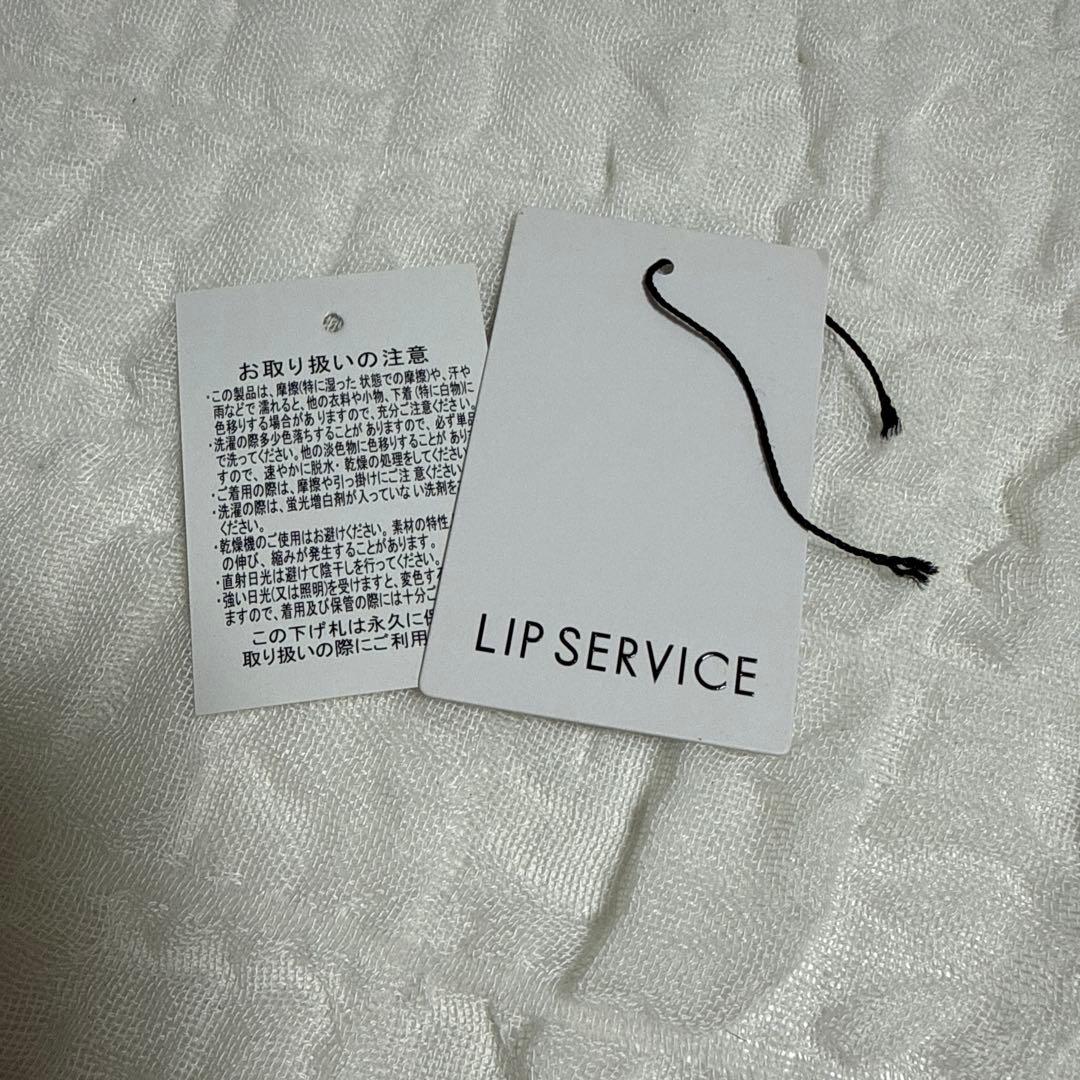 お取り扱いの注意
・この製品は、摩擦(特に湿った 状態での摩擦)や、汗や
雨などで 濡れると、他の衣料や小物、下着 (特に白物)に
色移りする場合があ りますので、充分ご注意ください。
・洗濯の際多少色落ちすることが ありますので、必ず単品
で洗ってください。他の淡色物に色移りすることが あり
すので、速やかに脱水・乾燥の処理をしてください
・ご着用の際は、摩擦や引っ掛けにご注 意ください
・洗濯の際は、蛍光増白剤が入っていな い洗剤を
ください。
・乾燥機のご使用はお避けください。素材の特性
の伸び、縮みが発生することがあります。
・直射日光は避けて陰干しを行ってください。
・強い日光(又は照明)を受けますと、変色する
ますので、着用及び保管の際には十分ご
この下げ札は永久に保
取り扱いの際にご利用
LIP SERVICE